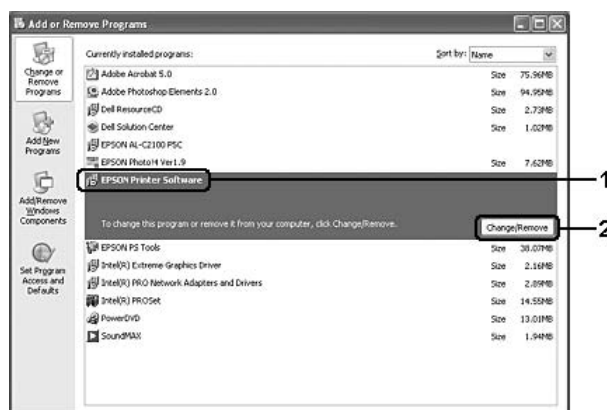 Add or Remove Programs
Change or
Remove
Programs
Add New
Programs
Add/Remove
Windows
Components
Set Program
Access and
Defaults
Currently installed programs:
Sort by: Name
Adobe Acrobat 5.0 Size 75.96MB
Adobe Photoshop Elements 2.0 Size 94.95MB
Dell ResourceCD Size 2.73MB
Dell Solution Center Size 1.02MB
EPSON AL-C2100 PSC
EPSON Photo!4 Ver1.9 Size 7.62MB
EPSON Printer Software
1
To change this program or remove it from your computer, click Change/Remove.
Change/Remove
2
EPSON PS Tools Size 38.07MB
Intel(R) Extreme Graphics Driver Size 2.16MB
Intel(R) PRO Network Adapters and Drivers Size 2.89MB
Intel(R) PROSet Size 14.55MB
PowerDVD Size 13.01MB
SoundMAX Size 1.94MB